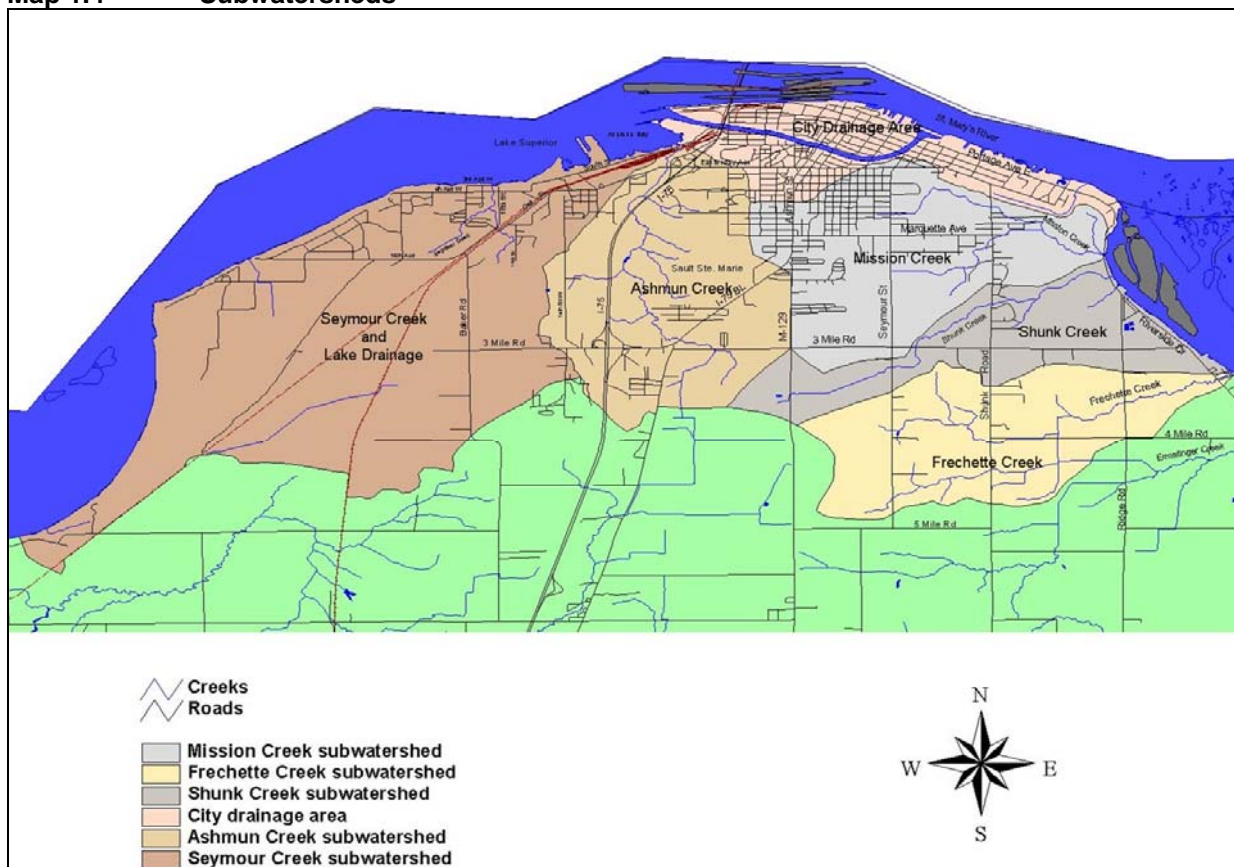 Subwatersheds
City Drainage Area
St. Mary's River
Lake Superior
Portage Ave E
I-75
Ashmun St
Mission Creek
Marquette Ave
Mission Creek
Sault Ste. Marie
Ashmun Creek
I-75 BL
Seymour St
Seymour Creek
and
Lake Drainage
Baker Rd
I-75
3 Mile Rd
M-129
3 Mile Rd
Shunk Creek
Shunk Creek
Riverside Dr
Shunk Road
Frechette Creek
Frechette Creek
4 Mile Rd
5 Mile Rd
Ridge Rd
Creeks
Roads
Mission Creek subwatershed
Frechette Creek subwatershed
Shunk Creek subwatershed
City drainage area
Ashmun Creek subwatershed
Seymour Creek subwatershed
N
W
E
S